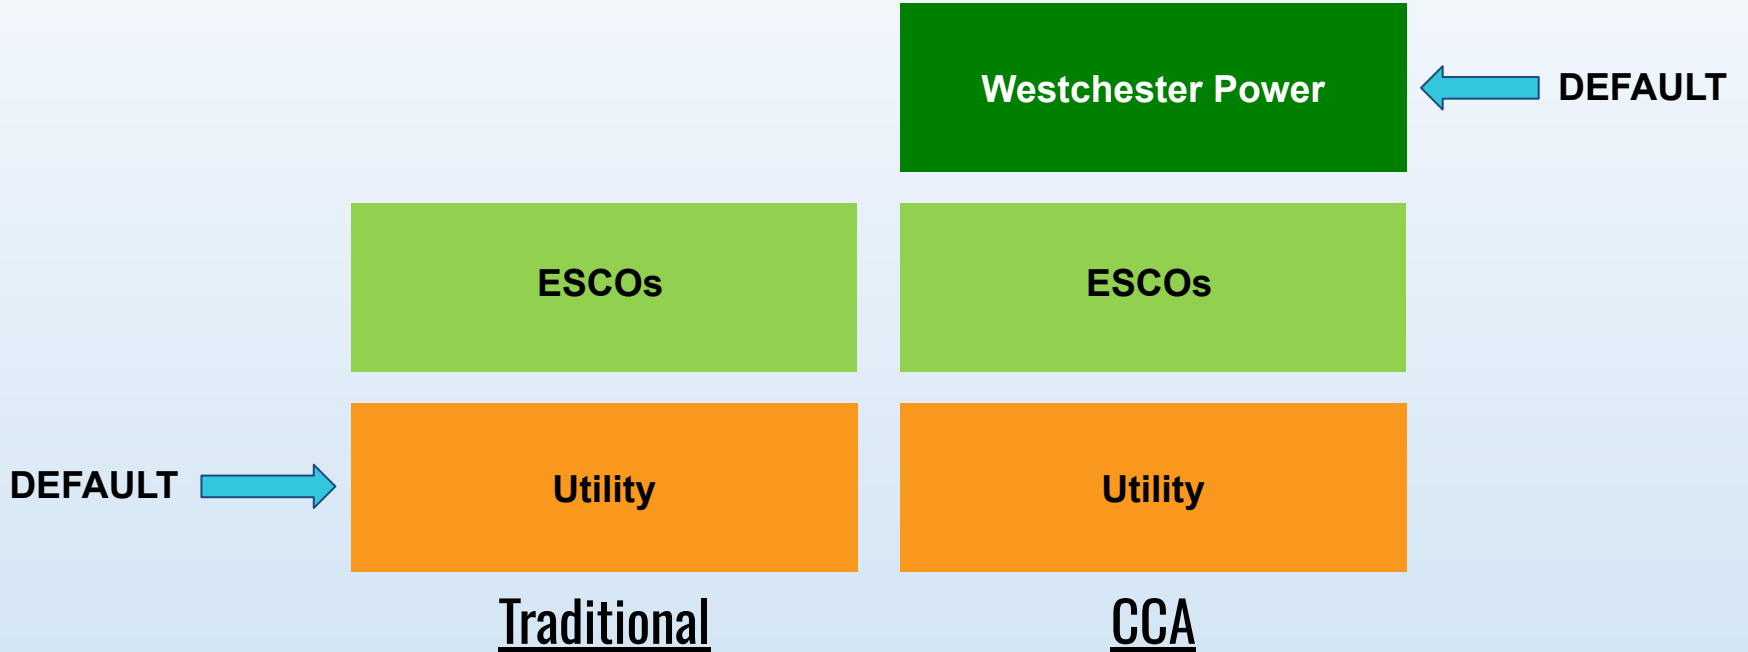 Westchester Power
DEFAULT
ESCOs
ESCOs
DEFAULT
Utility
Utility
Traditional
CCA